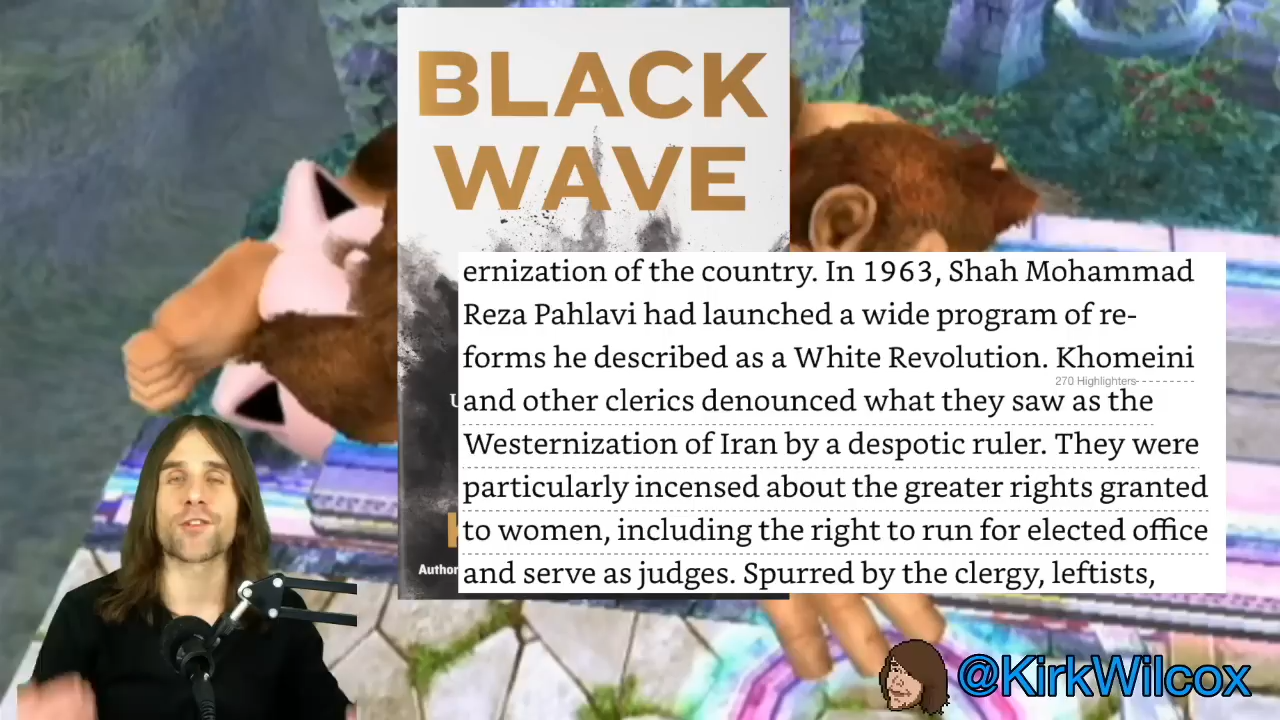 BLACK
WAVE
ernization of the country. In 1963, Shah Mohammad
Reza Pahlavi had launched a wide program of re-
forms he described as a White Revolution. Khomeini
270 Highlighters
and other clerics denounced what they saw as the
Westernization of Iran by a despotic ruler. They were
particularly incensed about the greater rights granted
to women, including the right to run for elected office
and serve as judges. Spurred by the clergy, leftists,
Author
@KirkWilcox